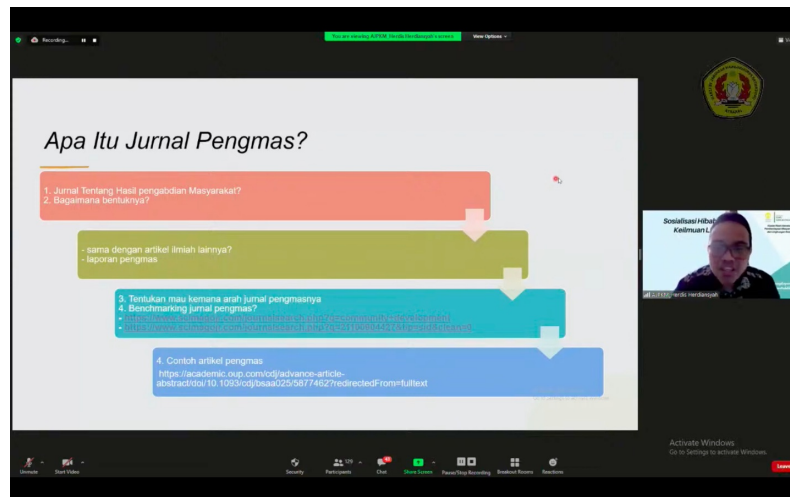 Recording...
You are viewing AJPKM_Herdis Herdiansyah's screen
View Options
Apa Itu Jurnal Pengmas?
1. Jurnal Tentang Hasil pengabdian Masyarakat?
2. Bagaimana bentuknya?
- sama dengan artikel ilmiah lainnya?
- laporan pengmas
3. Tentukan mau kemana arah jurnal pengmasnya
4. Benchmarking jurnal pengmas?
4. Contoh artikel pengmas
https://academic.oup.com/cdj/advance-article-
abstract/doi/10.1093/cdj/bsaa025/5877462?redirectedFrom=fulltext
Sosialisasi Hibah
Keilmuan L
AJPKM_Herdis Herdiansyah
Activate Windows
Go to Settings to activate Windows.
Unmute
Start Video
Security
Participants
129
Chat
Share Screen
Pause/Stop Recording
Breakout Rooms
Reactions
Leave